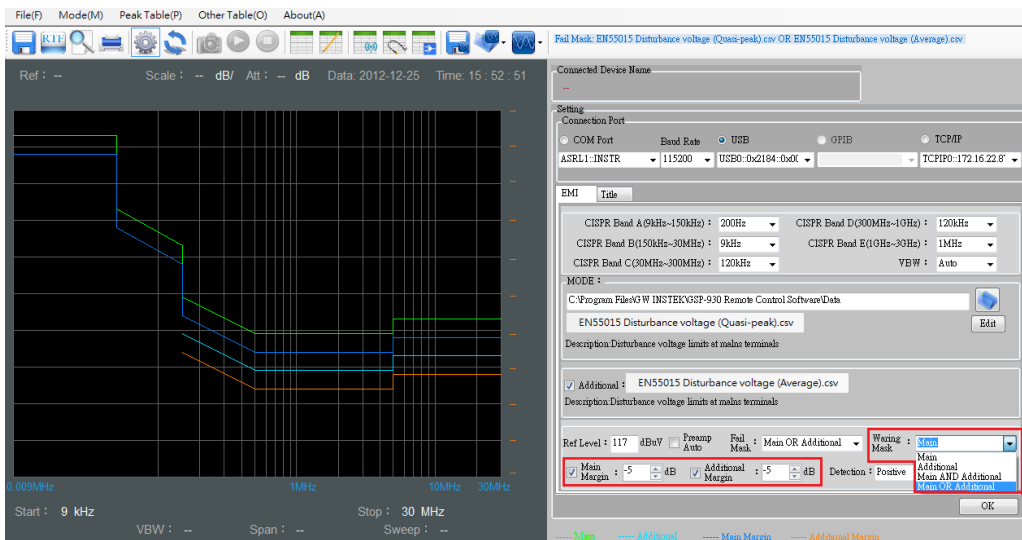 File(F) Mode(M) Peak Table(P) Other Table(O) About(A)
RTE
Fail Mask: EN55015 Disturbance voltage (Quasi-peak).csv OR EN55015 Disturbance voltage (Average).csv
Ref : -- Scale : -- dB/ Att : -- dB Data: 2012-12-25 Time: 15 : 52 : 51
0.009MHz 1MHz 10MHz 30MHz
Start : 9 kHz Stop : 30 MHz
VBW : -- Span : -- Sweep : --
Connected Device Name
--
Setting
Connection Port
COM Port Baud Rate USB GPIB TCP/IP
ASRL1::INSTR 115200 USB0::0x2184::0x0( TCPIP0::172.16.22.8'
EMI Title
CISPR Band A(9kHz~150kHz) : 200Hz CISPR Band D(300MHz~1GHz) : 120kHz
CISPR Band B(150kHz~30MHz) : 9kHz CISPR Band E(1GHz~3GHz) : 1MHz
CISPR Band C(30MHz~300MHz) : 120kHz VBW : Auto
MODE :
C:\Program Files\GW INSTEK\GSP-930 Remote Control Software\Data
EN55015 Disturbance voltage (Quasi-peak).csv Edit
Description:Disturbance voltage limits at malns terminals
Additional : EN55015 Disturbance voltage (Average).csv
Description:Disturbance voltage limits at malns terminals
Ref Level : 117 dBuV Preamp Auto Fail Mask : Main OR Additional Waring Mask : Main
Main
Additional
Main AND Additional
Main OR Additional
Main Margin : -5 dB Additional Margin : -5 dB Detection : Positive
OK
----- Main ----- Additional ----- Main Margin ----- Additional Margin